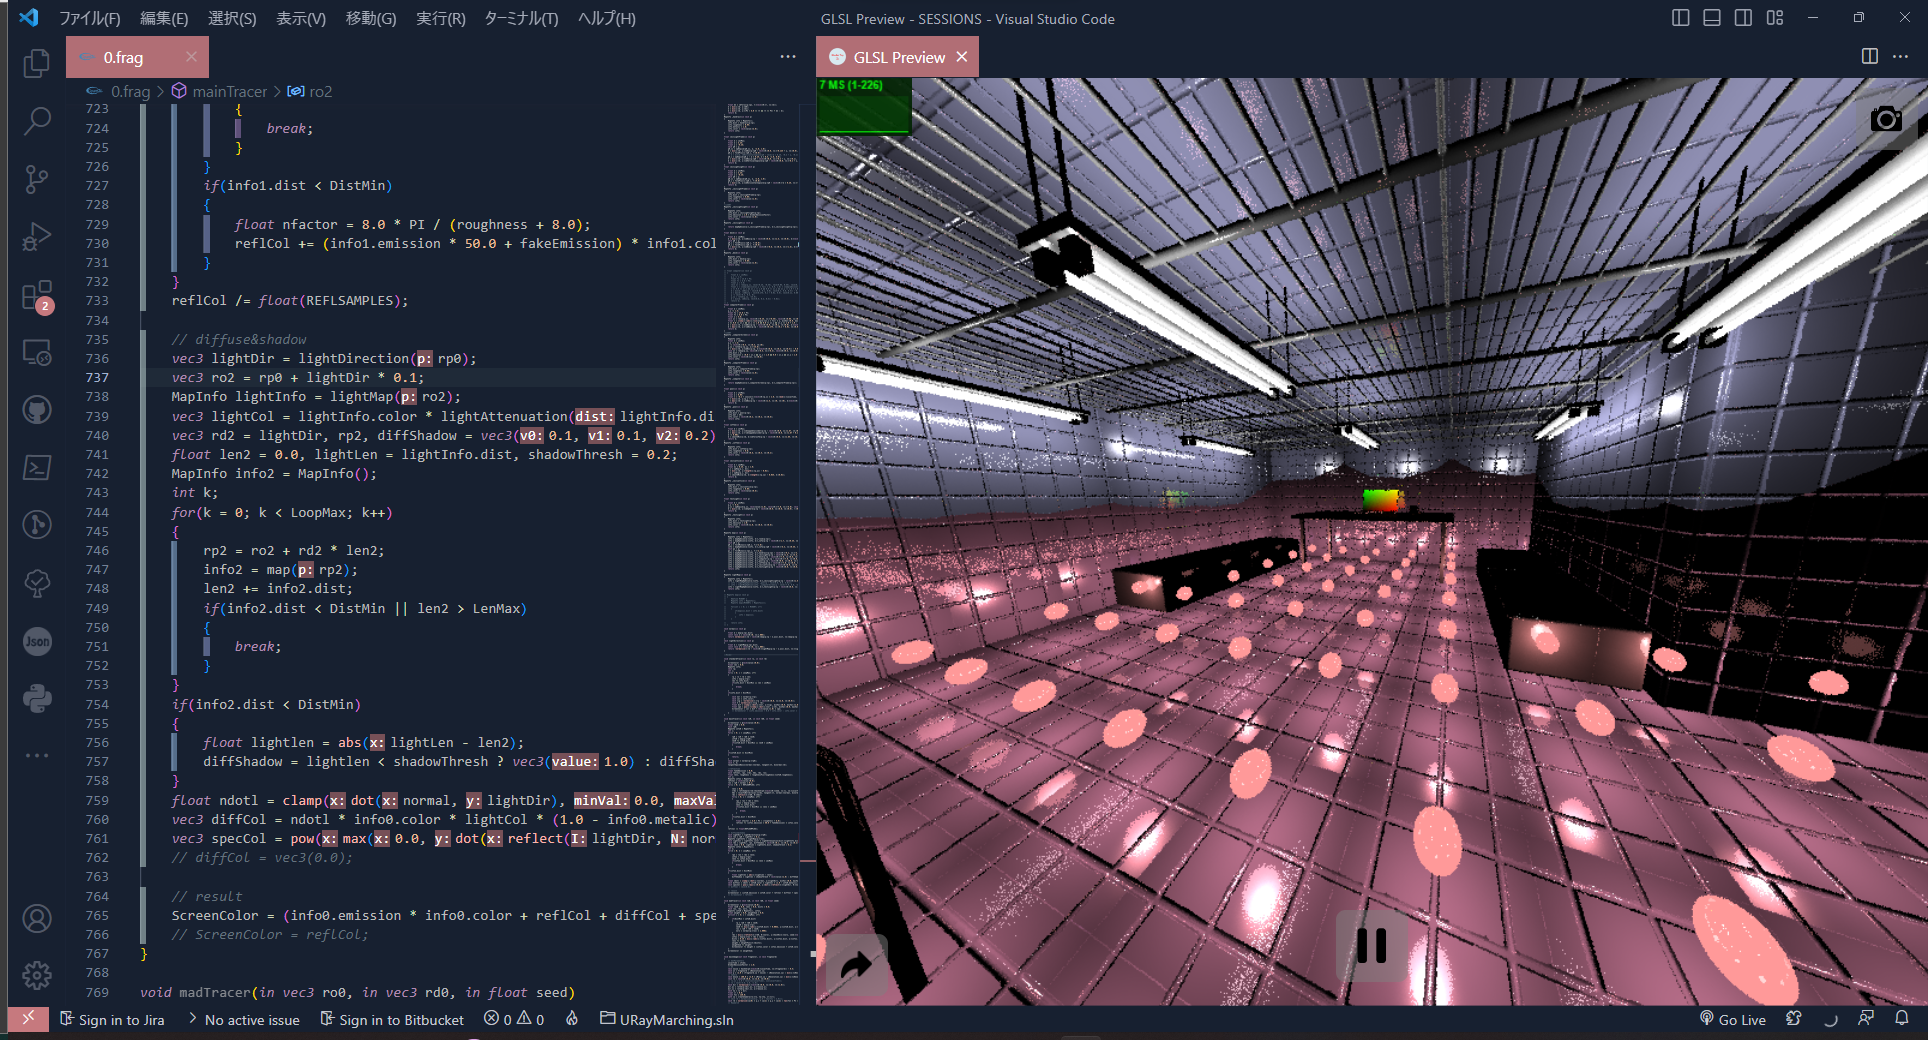 ファイル(F) 編集(E) 選択(S) 表示(V) 移動(G) 実行(R) ターミナル(T) ヘルプ(H)
GLSL Preview - SESSIONS - Visual Studio Code
0.frag
GLSL Preview
0.frag > mainTracer > ro2
723 {
724 break;
725 }
726 }
727 if(info1.dist < DistMin)
728 {
729 float nfactor = 8.0 * PI / (roughness + 8.0);
730 reflCol += (info1.emission * 50.0 + fakeEmission) * info1.col
731 }
732 }
733 reflCol /= float(REFLSAMPLES);
734
735 // diffuse&shadow
736 vec3 lightDir = lightDirection(p: rp0);
737 vec3 ro2 = rp0 + lightDir * 0.1;
738 MapInfo lightInfo = lightMap(p: ro2);
739 vec3 lightCol = lightInfo.color * lightAttenuation(dist: lightInfo.di
740 vec3 rd2 = lightDir, rp2, diffShadow = vec3(v0: 0.1, v1: 0.1, v2: 0.2)
741 float len2 = 0.0, lightLen = lightInfo.dist, shadowThresh = 0.2;
742 MapInfo info2 = MapInfo();
743 int k;
744 for(k = 0; k < LoopMax; k++)
745 {
746 rp2 = ro2 + rd2 * len2;
747 info2 = map(p: rp2);
748 len2 += info2.dist;
749 if(info2.dist < DistMin || len2 > LenMax)
750 {
751 break;
752 }
753 }
754 if(info2.dist < DistMin)
755 {
756 float lightlen = abs(x: lightLen - len2);
757 diffShadow = lightlen < shadowThresh ? vec3(value: 1.0) : diffSha
758 }
759 float ndotl = clamp(x: dot(x: normal, y: lightDir), minVal: 0.0, maxVal
760 vec3 diffCol = ndotl * info0.color * lightCol * (1.0 - info0.metalic)
761 vec3 specCol = pow(x: max(x: 0.0, y: dot(x: reflect(I: lightDir, N: nor
762 // diffCol = vec3(0.0);
763
764 // result
765 ScreenColor = (info0.emission * info0.color + reflCol + diffCol + spe
766 // ScreenColor = reflCol;
767 }
768
769 void madTracer(in vec3 ro0, in vec3 rd0, in float seed)
7 MS (1-226)
2
Json
Sign in to Jira > No active issue Sign in to Bitbucket 0 0 URayMarching.sln Go Live